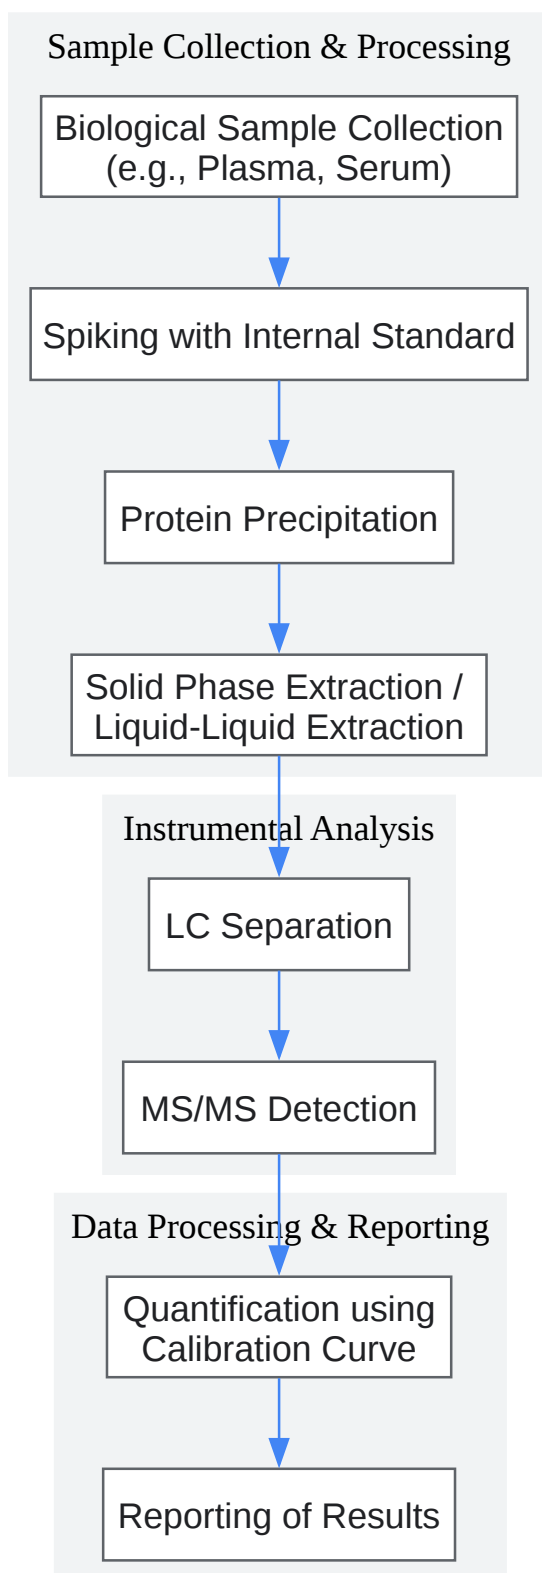 Sample Collection & Processing
Biological Sample Collection
(e.g., Plasma, Serum)
Spiking with Internal Standard
Protein Precipitation
Solid Phase Extraction /
Liquid-Liquid Extraction
Instrumental Analysis
LC Separation
MS/MS Detection
Data Processing & Reporting
Quantification using
Calibration Curve
Reporting of Results